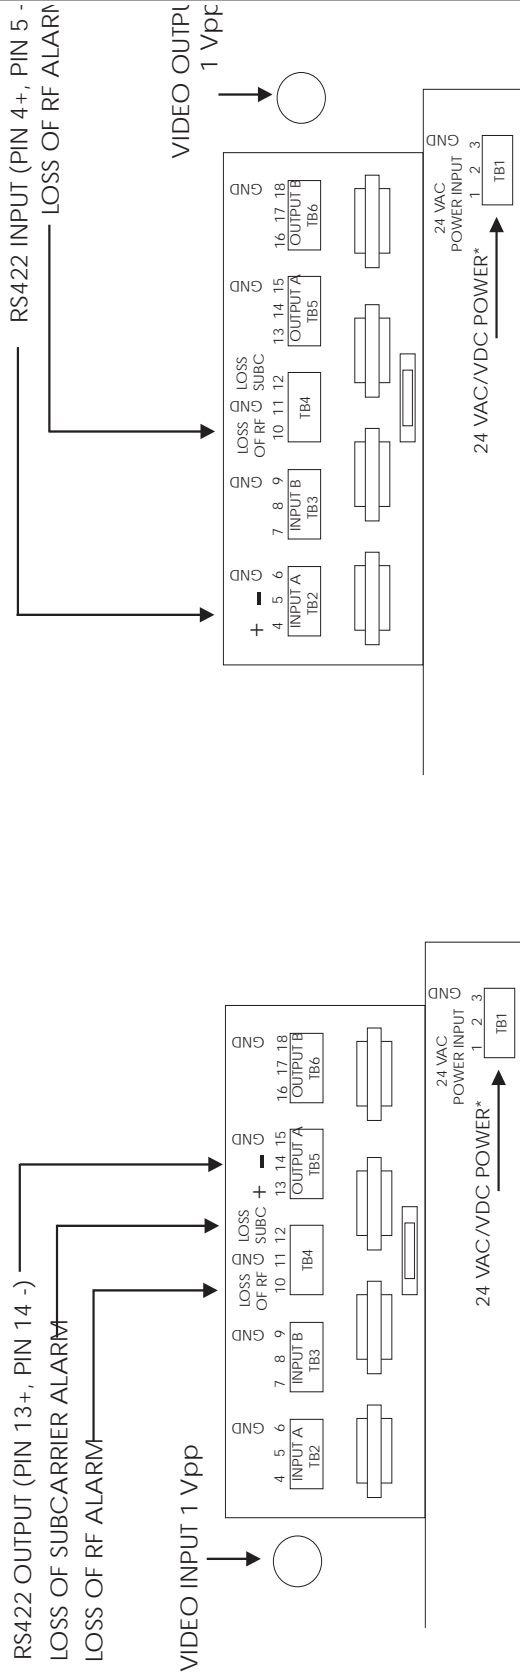 RS422 OUTPUT (PIN 13+, PIN 14 -)
LOSS OF SUBCARRIER ALARM
LOSS OF RF ALARM
VIDEO INPUT 1 Vpp
GND GND LOSS OF RF GND LOSS SUBC + - GND GND
4 5 6 7 8 9 10 11 12 13 14 15 16 17 18
INPUT A INPUT B TB4 OUTPUT A OUTPUT B
TB2 TB3 TB5 TB6
24 VAC
POWER INPUT
GND
1 2 3
TB1
24 VAC/VDC POWER*
RS422 INPUT (PIN 4+, PIN 5 -
LOSS OF RF ALARM
VIDEO OUTPU
1 Vpp
+ - GND GND LOSS OF RF GND LOSS SUBC GND GND
4 5 6 7 8 9 10 11 12 13 14 15 16 17 18
INPUT A INPUT B TB4 OUTPUT A OUTPUT B
TB2 TB3 TB5 TB6
24 VAC
POWER INPUT
GND
1 2 3
TB1
24 VAC/VDC POWER*